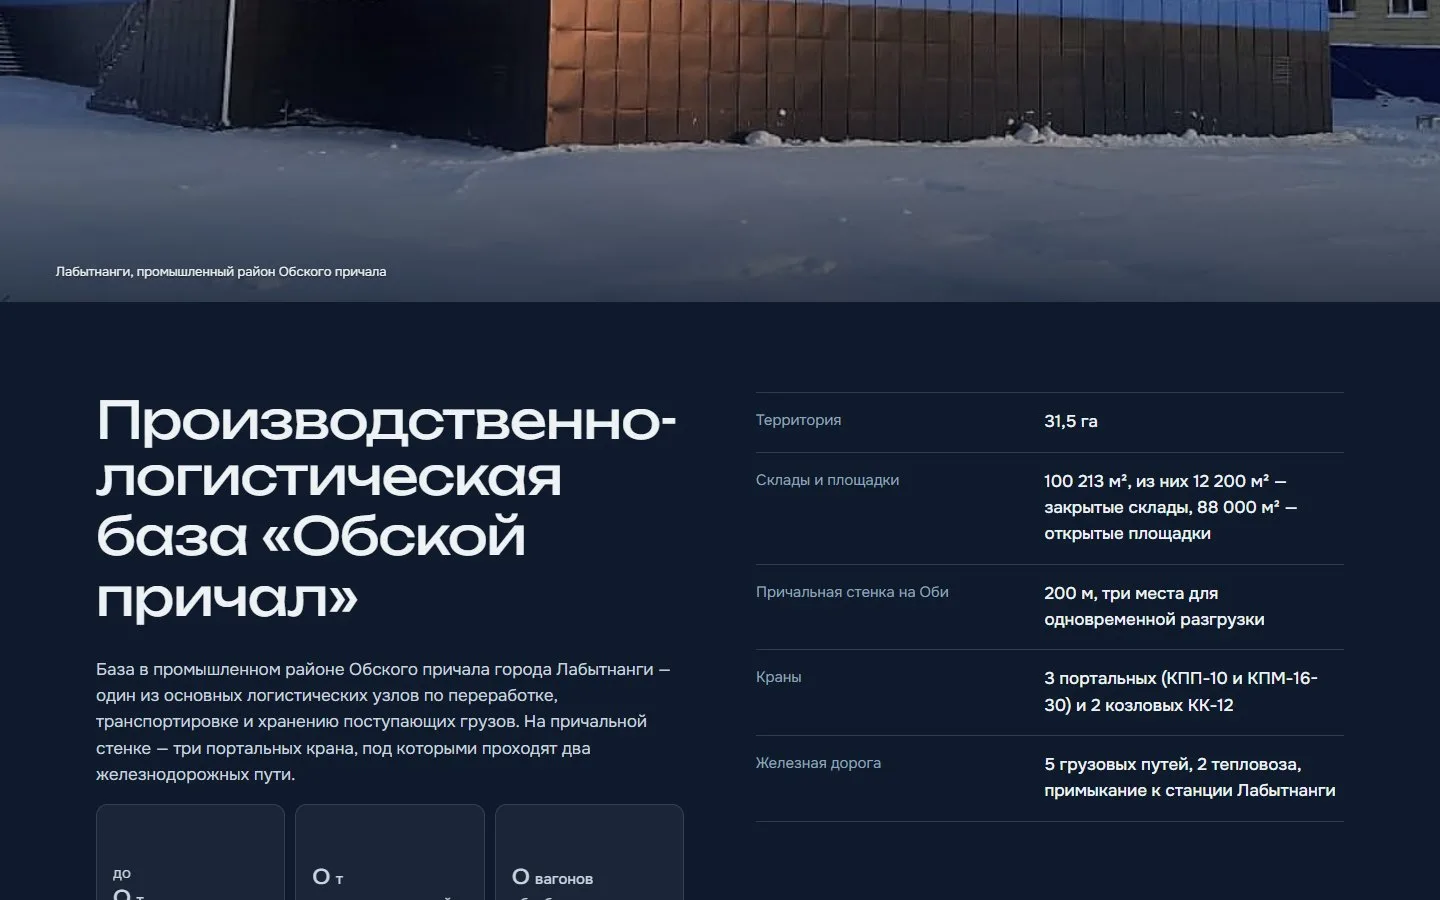 Лабытнанги, промышленный район Обского причала
Производственно-
логистическая
база «Обской
причал»
База в промышленном районе Обского причала города Лабытнанги —
один из основных логистических узлов по переработке,
транспортировке и хранению поступающих грузов. На причальной
стенке — три портальных крана, под которыми проходят два
железнодорожных пути.
до
0 т
0 т
0 вагонов
Территория
31,5 га
Склады и площадки
100 213 м², из них 12 200 м² —
закрытые склады, 88 000 м² —
открытые площадки
Причальная стенка на Оби
200 м, три места для
одновременной разгрузки
Краны
3 портальных (КПП-10 и КПМ-16-
30) и 2 козловых КК-12
Железная дорога
5 грузовых путей, 2 тепловоза,
примыкание к станции Лабытнанги